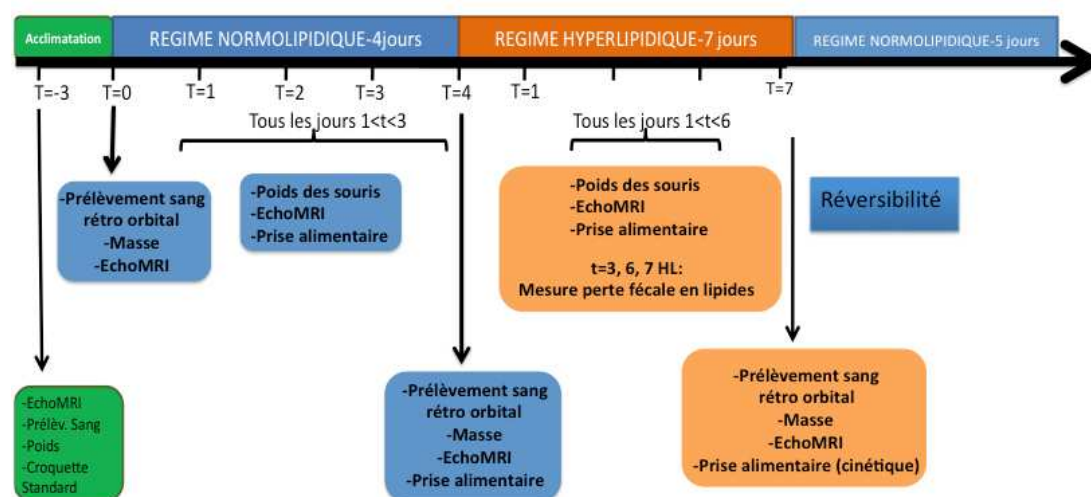 Acclimatation
REGIME NORMOLIPIDIQUE-4jours
REGIME HYPERLIPIDIQUE-7 jours
REGIME NORMOLIPIDIQUE-5 jours
T=-3
T=0
T=1
T=2
T=3
T=4
T=1
T=7
Tous les jours 1<t<3
Tous les jours 1<t<6
-Prélèvement sang
rétro orbital
-Masse
-EchoMRI
-Poids des souris
-EchoMRI
-Prise alimentaire
-Poids des souris
-EchoMRI
-Prise alimentaire
t=3, 6, 7 HL:
Mesure perte fécale en lipides
Réversibilité
-EchoMRI
-Prélèv. Sang
-Poids
-Croquette
Standard
-Prélèvement sang
rétro orbital
-Masse
-EchoMRI
-Prise alimentaire
-Prélèvement sang
rétro orbital
-Masse
-EchoMRI
-Prise alimentaire (cinétique)